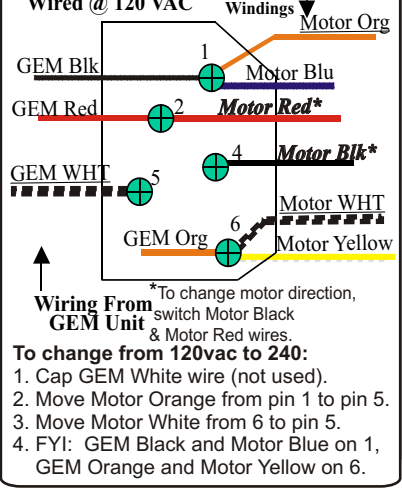 Wired @ 120 VAC
Windings
Motor Org
1
GEM Blk
Motor Blu
GEM Red
2
Motor Red*
4
Motor Blk*
GEM WHT
5
Motor WHT
6
GEM Org
Motor Yellow
Wiring From
GEM Unit
*To change motor direction,
switch Motor Black
& Motor Red wires.
To change from 120vac to 240:
1. Cap GEM White wire (not used).
2. Move Motor Orange from pin 1 to pin 5.
3. Move Motor White from 6 to pin 5.
4. FYI: GEM Black and Motor Blue on 1,
GEM Orange and Motor Yellow on 6.